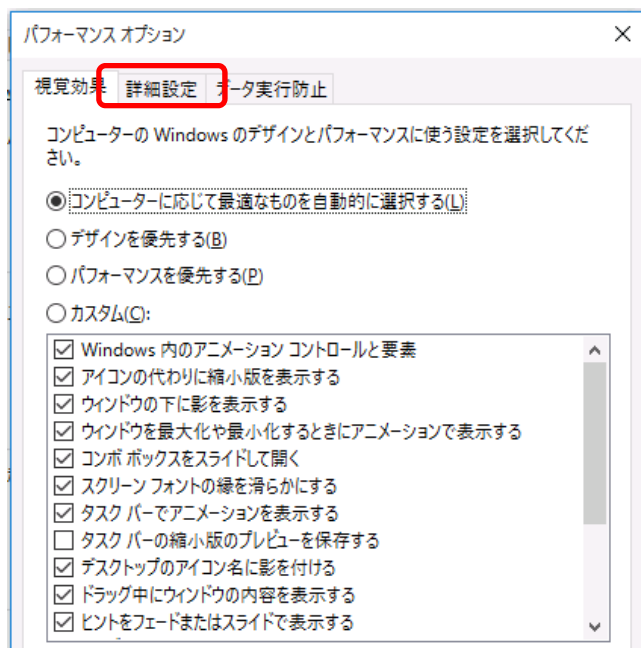 パフォーマンス オプション
視覚効果 詳細設定 データ実行防止
コンピューターの Windows のデザインとパフォーマンスに使う設定を選択してくだ
さい。
コンピューターに応じて最適なものを自動的に選択する(L)
デザインを優先する(B)
パフォーマンスを優先する(P)
カスタム(C):
Windows 内のアニメーション コントロールと要素
アイコンの代わりに縮小版を表示する
ウィンドウの下に影を表示する
ウィンドウを最大化や最小化するときにアニメーションで表示する
コンボ ボックスをスライドして開く
スクリーン フォントの縁を滑らかにする
タスク バーでアニメーションを表示する
タスク バーの縮小版のプレビューを保存する
デスクトップのアイコン名に影を付ける
ドラッグ中にウィンドウの内容を表示する
ヒントをフェードまたはスライドで表示する